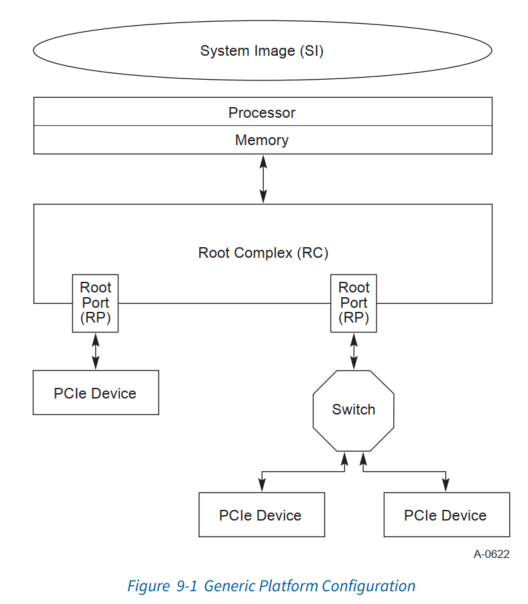 System Image (SI)
Processor
Memory
Root Complex (RC)
Root
Port
(RP)
Root
Port
(RP)
PCIe Device
Switch
PCIe Device
PCIe Device
A-0622
Figure 9-1 Generic Platform Configuration